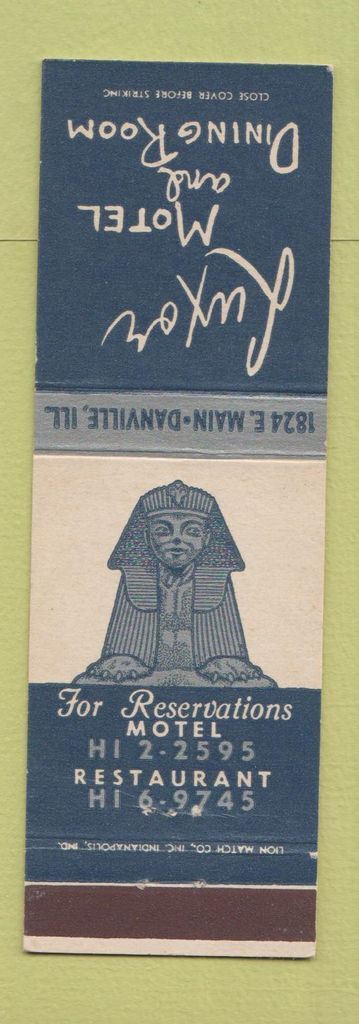 CLOSE COVER BEFORE STRIKING
Luxor
MOTEL
and
DINING ROOM
1824 E. MAIN • DANVILLE, ILL.
For Reservations
MOTEL
HI 2-2595
RESTAURANT
HI 6-9745
LION MATCH CO., INC. INDIANAPOLIS, IND.